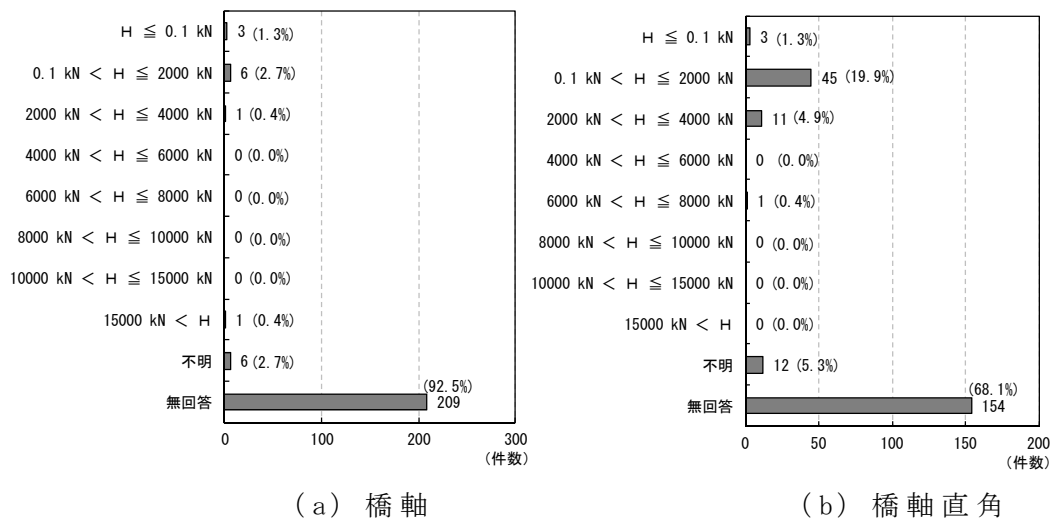 H ≦ 0.1 kN 3 (1.3%)
0.1 kN < H ≦ 2000 kN 6 (2.7%)
2000 kN < H ≦ 4000 kN 1 (0.4%)
4000 kN < H ≦ 6000 kN 0 (0.0%)
6000 kN < H ≦ 8000 kN 0 (0.0%)
8000 kN < H ≦ 10000 kN 0 (0.0%)
10000 kN < H ≦ 15000 kN 0 (0.0%)
15000 kN < H 1 (0.4%)
不明 6 (2.7%)
(92.5%)
無回答 209
0 100 200 300
(件数)
(a) 橋軸
H ≦ 0.1 kN 3 (1.3%)
0.1 kN < H ≦ 2000 kN 45 (19.9%)
2000 kN < H ≦ 4000 kN 11 (4.9%)
4000 kN < H ≦ 6000 kN 0 (0.0%)
6000 kN < H ≦ 8000 kN 1 (0.4%)
8000 kN < H ≦ 10000 kN 0 (0.0%)
10000 kN < H ≦ 15000 kN 0 (0.0%)
15000 kN < H 0 (0.0%)
不明 12 (5.3%)
(68.1%)
無回答 154
0 50 100 150 200
(件数)
(b) 橋軸直角